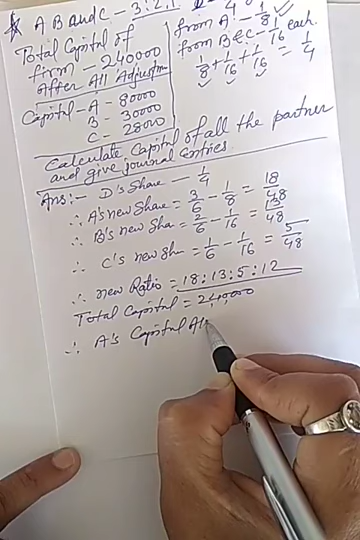 A B and C - 3:2:1
Total Capital of
firm - 240000
After All Adjustm
Capital - A - 80000
B - 30000
C - 28000
from A - 1/8
from B & C - 1/16 each.
1/8 + 1/16 + 1/16 = 1/4
Calculate Capital of all the partner
and give journal entries
Ans:- D's Share - 1/4
∴ A's new Share = 3/6 - 1/8 = 18/48
∴ B's new Sha = 2/6 - 1/16 = 13/48
∴ C's new Sha = 1/6 - 1/16 = 5/48
∴ new Ratio = 18:13:5:12
Total Capital = 240000
∴ A's Capital Aft